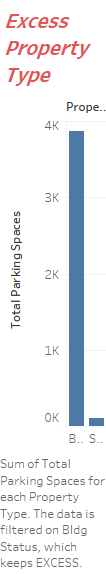 Excess
Property
Type
Prope..
4K
3K
2K
1K
0K
Total Parking Spaces
B.. S..
Sum of Total
Parking Spaces for
each Property
Type. The data is
filtered on Bldg
Status, which
keeps EXCESS.